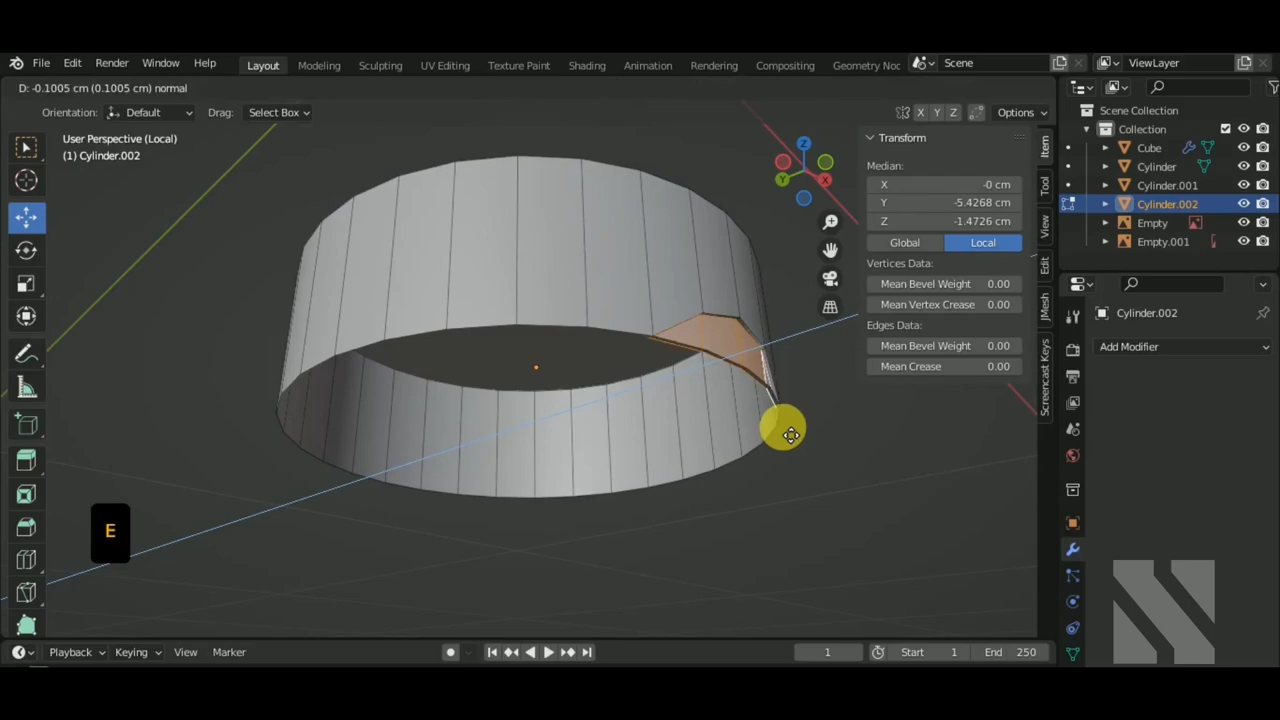 File Edit Render Window Help Layout Modeling Sculpting UV Editing Texture Paint Shading Animation Rendering Compositing Geometry Noc Scene ViewLayer
D: -0.1005 cm (0.1005 cm) normal
Orientation: Default Drag: Select Box X Y Z Options
User Perspective (Local)
(1) Cylinder.002
Z
Y
X
Transform
Median:
X -0 cm
Y -5.4268 cm
Z -1.4726 cm
Global Local
Vertices Data:
Mean Bevel Weight 0.00
Mean Vertex Crease 0.00
Edges Data:
Mean Bevel Weight 0.00
Mean Crease 0.00
Item
Tool
View
Edit
JMesh
Screencast Keys
Scene Collection
Collection
Cube
Cylinder
Cylinder.001
Cylinder.002
Empty
Empty.001
Cylinder.002
Add Modifier
E
Playback Keying View Marker 1 Start 1 End 250